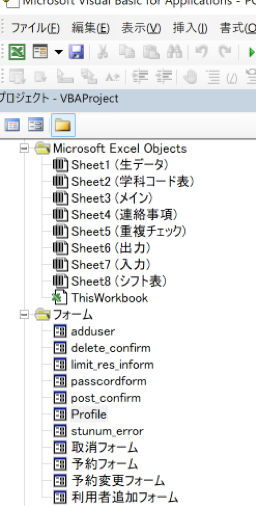 Microsoft Visual Basic for Applications - PC
ファイル(F) 編集(E) 表示(V) 挿入(I) 書式(O
プロジェクト - VBAProject
Microsoft Excel Objects
Sheet1 (生データ)
Sheet2 (学科コード表)
Sheet3 (メイン)
Sheet4 (連絡事項)
Sheet5 (重複チェック)
Sheet6 (出力)
Sheet7 (入力)
Sheet8 (シフト表)
ThisWorkbook
フォーム
adduser
delete_confirm
limit_res_inform
passcordform
post_confirm
Profile
stunum_error
取消フォーム
予約フォーム
予約変更フォーム
利用者追加フォーム